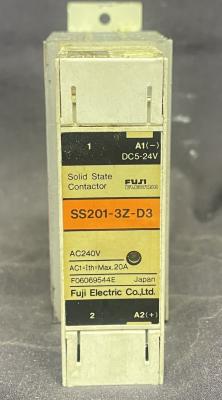 1 A1(-)
DC5-24V
Solid State FUJI
Contactor ELECTRIC
SS201-3Z-D3
AC240V
AC1=Ith=Max.20A
F06069544E Japan
Fuji Electric Co.,Ltd.
2 A2(+)